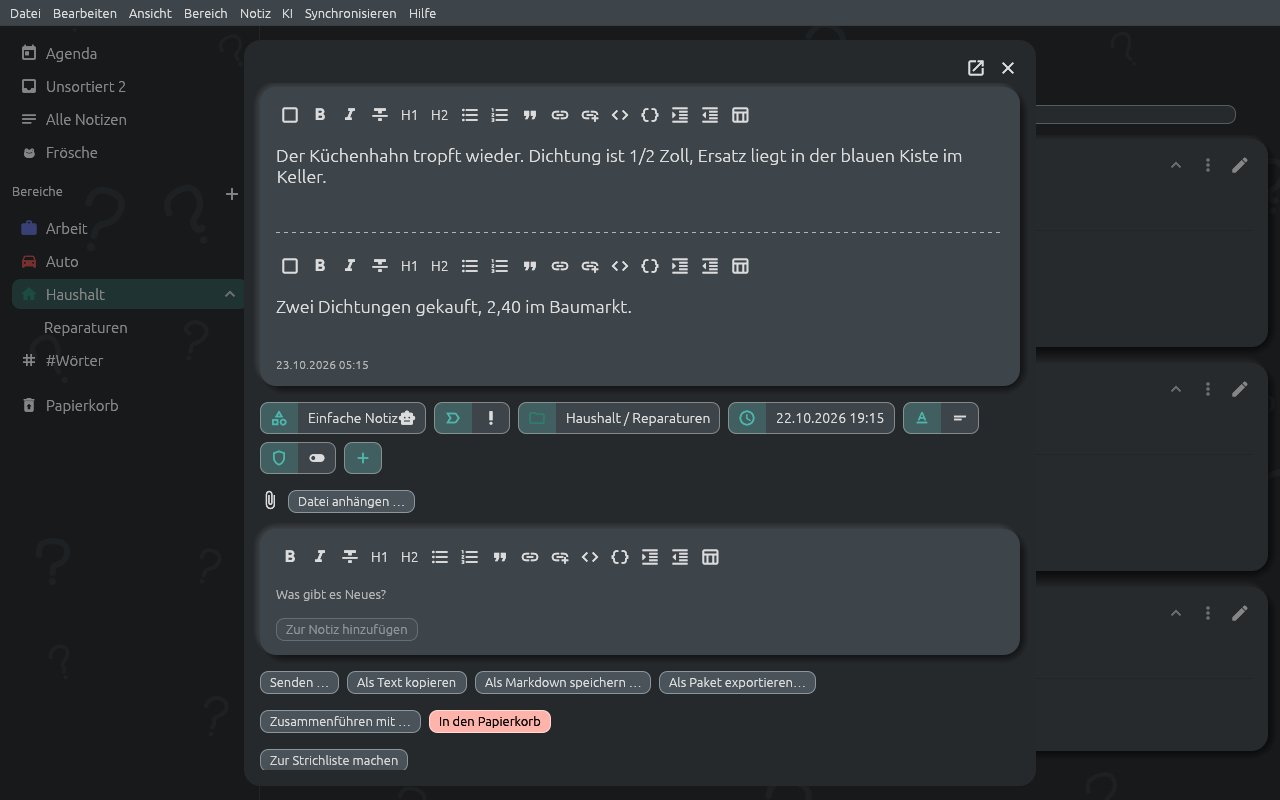 Datei Bearbeiten Ansicht Bereich Notiz KI Synchronisieren Hilfe
Agenda
Unsortiert 2
Alle Notizen
Frösche
Bereiche
Arbeit
Auto
Haushalt
Reparaturen
#Wörter
Papierkorb
H1 H2
Der Küchenhahn tropft wieder. Dichtung ist 1/2 Zoll, Ersatz liegt in der blauen Kiste im
Keller.
H1 H2
Zwei Dichtungen gekauft, 2,40 im Baumarkt.
23.10.2026 05:15
Einfache Notiz Haushalt / Reparaturen 22.10.2026 19:15
Datei anhängen …
H1 H2
Was gibt es Neues?
Zur Notiz hinzufügen
Senden … Als Text kopieren Als Markdown speichern … Als Paket exportieren…
Zusammenführen mit … In den Papierkorb
Zur Strichliste machen